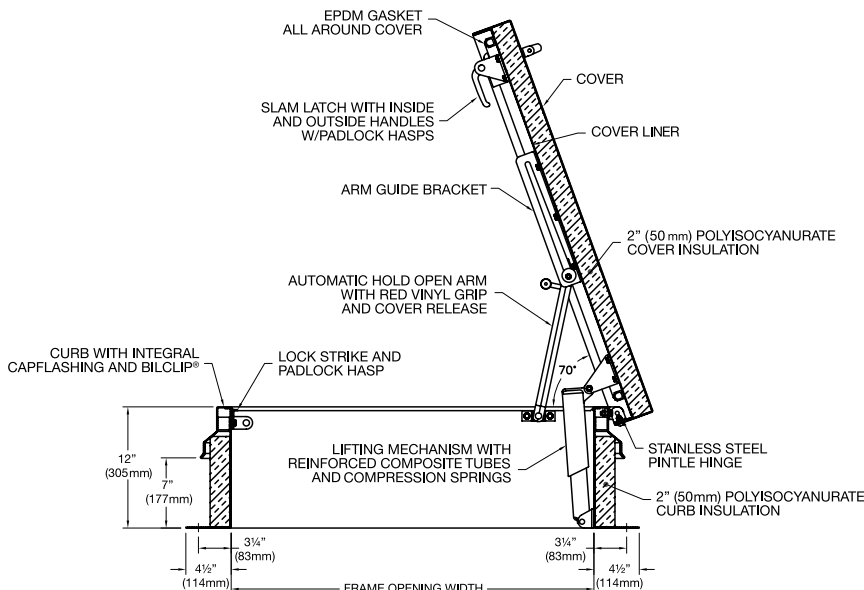 EPDM GASKET
ALL AROUND COVER
SLAM LATCH WITH INSIDE
AND OUTSIDE HANDLES
W/PADLOCK HASPS
COVER
COVER LINER
ARM GUIDE BRACKET
2” (50 mm) POLYISOCYANURATE
COVER INSULATION
AUTOMATIC HOLD OPEN ARM
WITH RED VINYL GRIP
AND COVER RELEASE
CURB WITH INTEGRAL
CAPFLASHING AND BILCLIP®
LOCK STRIKE AND
PADLOCK HASP
70°
12”
(305mm)
7”
(177mm)
LIFTING MECHANISM WITH
REINFORCED COMPOSITE TUBES
AND COMPRESSION SPRINGS
STAINLESS STEEL
PINTLE HINGE
2” (50mm) POLYISOCYANURATE
CURB INSULATION
3¼”
(83mm)
4½”
(114mm)
3¼”
(83mm)
4½”
(114mm)
FRAME OPENING WIDTH